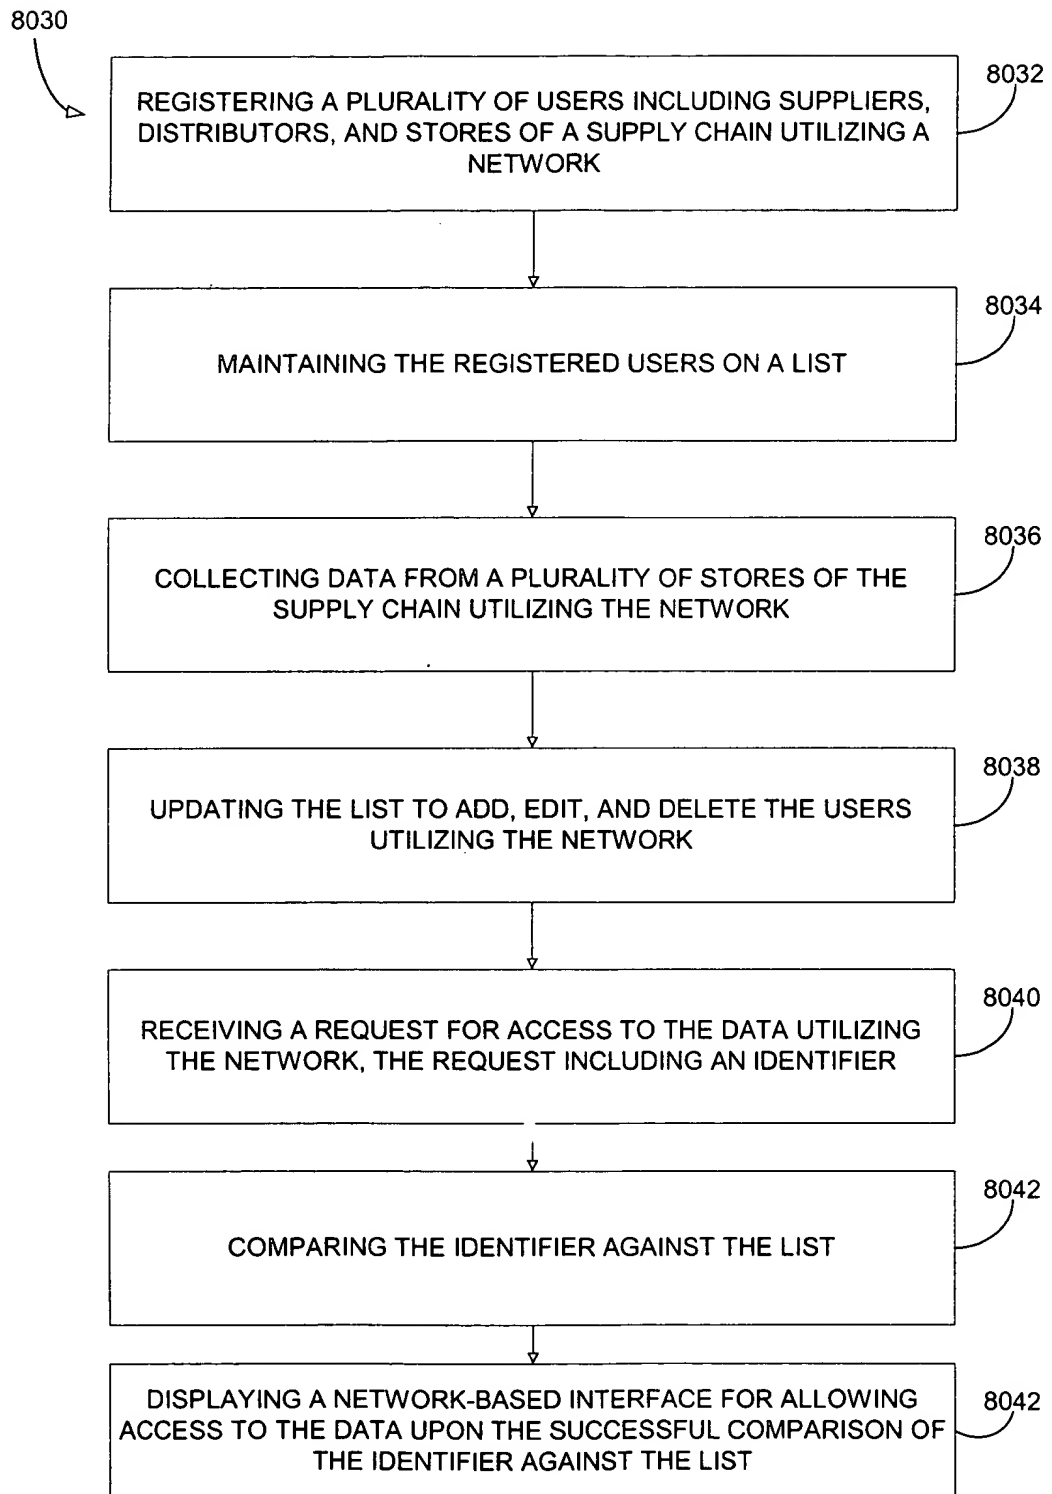 8030
8032
REGISTERING A PLURALITY OF USERS INCLUDING SUPPLIERS,
DISTRIBUTORS, AND STORES OF A SUPPLY CHAIN UTILIZING A
NETWORK
8034
MAINTAINING THE REGISTERED USERS ON A LIST
8036
COLLECTING DATA FROM A PLURALITY OF STORES OF THE
SUPPLY CHAIN UTILIZING THE NETWORK
8038
UPDATING THE LIST TO ADD, EDIT, AND DELETE THE USERS
UTILIZING THE NETWORK
8040
RECEIVING A REQUEST FOR ACCESS TO THE DATA UTILIZING
THE NETWORK, THE REQUEST INCLUDING AN IDENTIFIER
8042
COMPARING THE IDENTIFIER AGAINST THE LIST
8042
DISPLAYING A NETWORK-BASED INTERFACE FOR ALLOWING
ACCESS TO THE DATA UPON THE SUCCESSFUL COMPARISON OF
THE IDENTIFIER AGAINST THE LIST